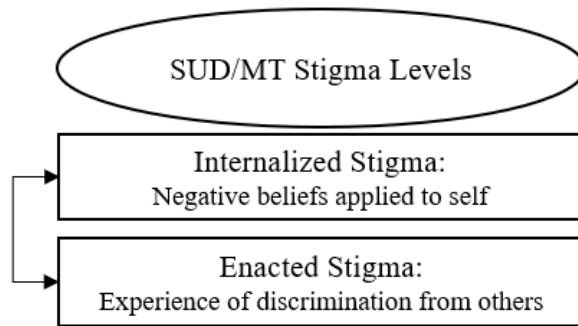 SUD/MT Stigma Levels
Internalized Stigma:
Negative beliefs applied to self
Enacted Stigma:
Experience of discrimination from others